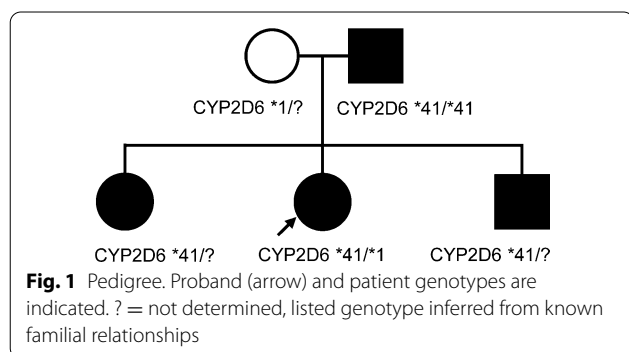 CYP2D6 *1/? CYP2D6 *41/*41
CYP2D6 *41/? CYP2D6 *41/*1 CYP2D6 *41/?
Fig. 1 Pedigree. Proband (arrow) and patient genotypes are
indicated. ? = not determined, listed genotype inferred from known
familial relationships